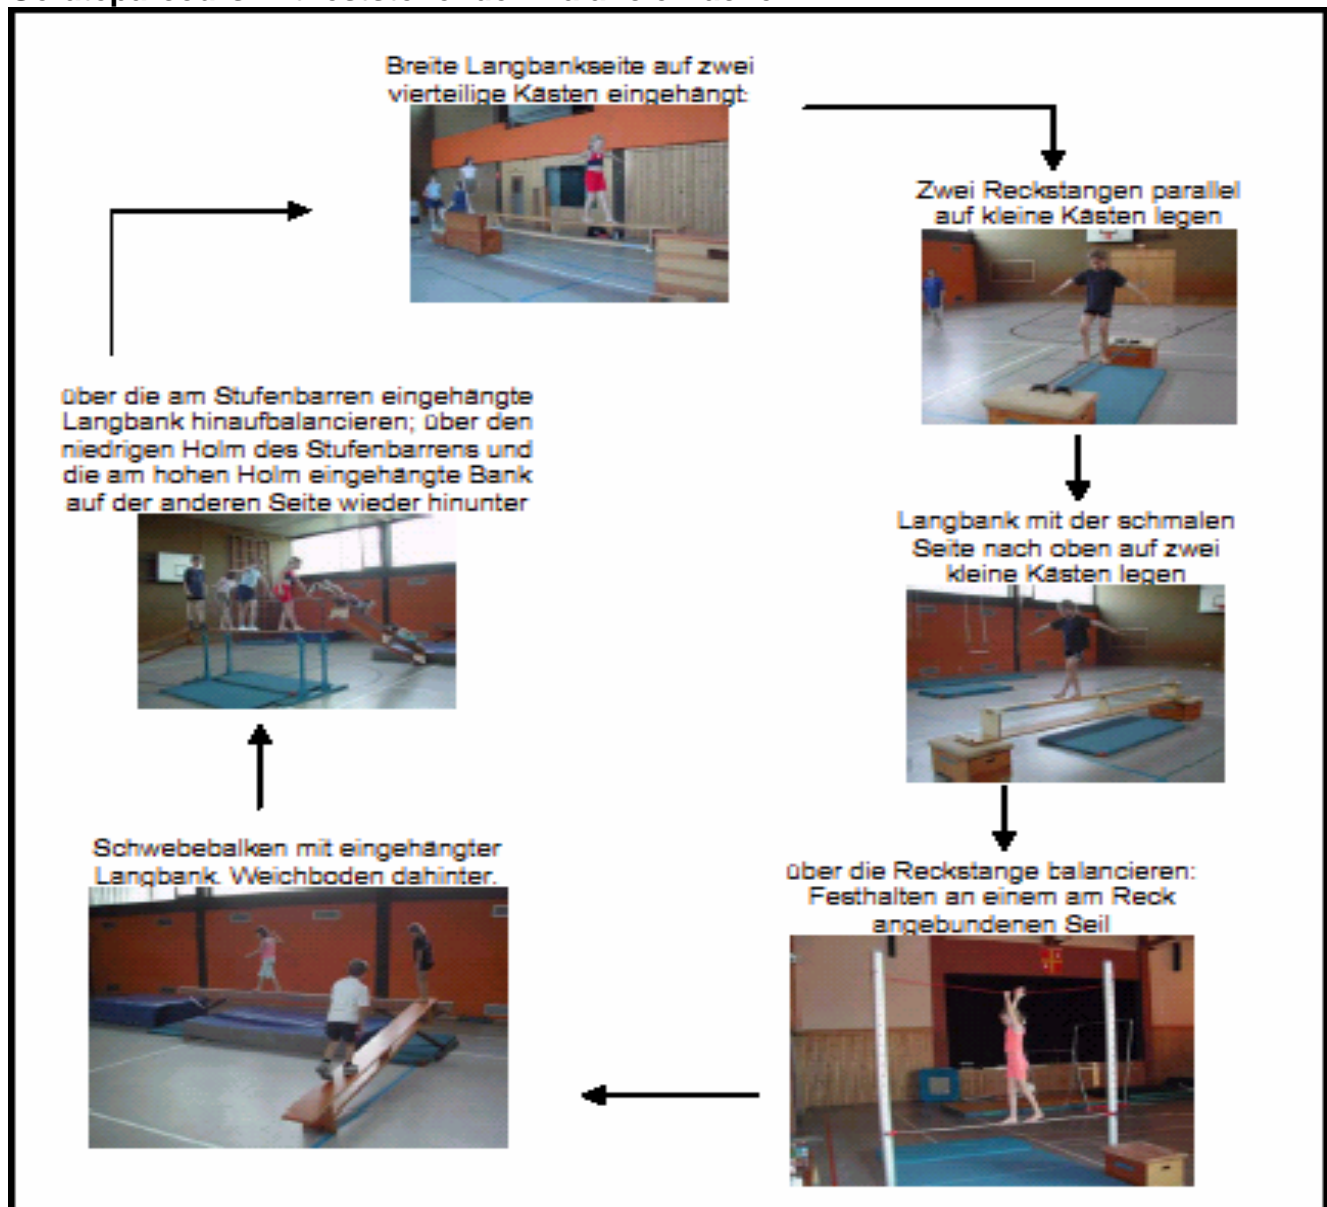 Breite Langbankseite auf zwei
vierteilige Kästen eingehängt:
Zwei Reckstangen parallel
auf kleine Kästen legen
Langbank mit der schmalen
Seite nach oben auf zwei
kleine Kästen legen
über die Reckstange balancieren:
Festhalten an einem am Reck
angebundenen Seil
Schwebebalken mit eingehängter
Langbank. Weichboden dahinter.
über die am Stufenbarren eingehängte
Langbank hinaufbalancieren; über den
niedrigen Holm des Stufenbarrens und
die am hohen Holm eingehängte Bank
auf der anderen Seite wieder hinunter